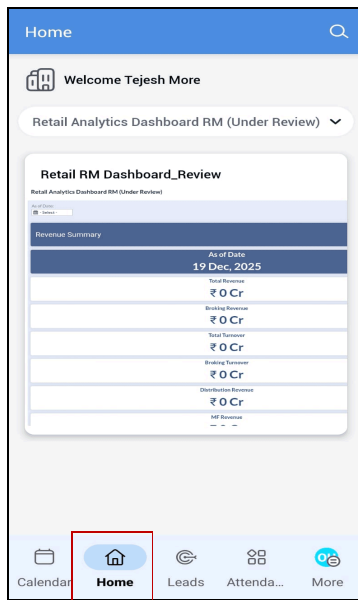 Home
Welcome Tejesh More
Retail Analytics Dashboard RM (Under Review)
Retail RM Dashboard_Review
Retail Analytics Dashboard RM (Under Review)
As of Date:
- Select -
Revenue Summary
As of Date
19 Dec, 2025
Total Revenue
₹ 0 Cr
Broking Revenue
₹ 0 Cr
Total Turnover
₹ 0 Cr
Broking Turnover
₹ 0 Cr
Distribution Revenue
₹ 0 Cr
MF Revenue
Calendar Home Leads Attenda... More